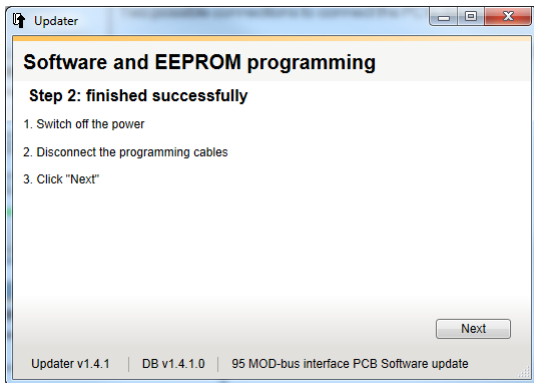 Updater
Software and EEPROM programming
Step 2: finished successfully
1. Switch off the power
2. Disconnect the programming cables
3. Click "Next"
Next
Updater v1.4.1 DB v1.4.1.0 95 MOD-bus interface PCB Software update